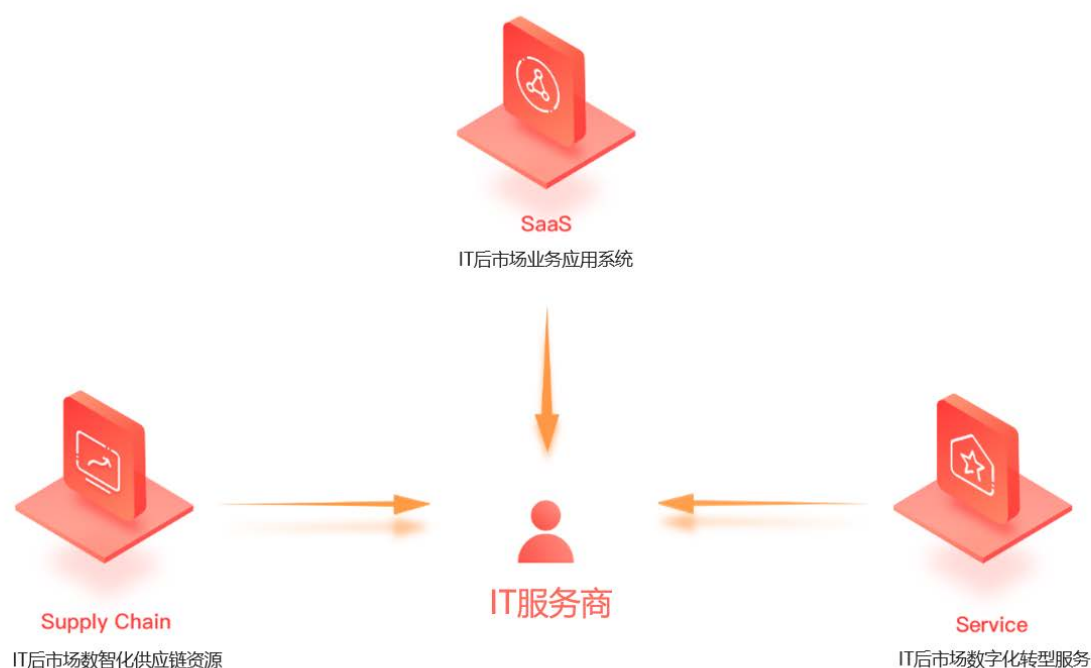 SaaS
IT后市场业务应用系统
IT服务商
Supply Chain
IT后市场数智化供应链资源
Service
IT后市场数字化转型服务